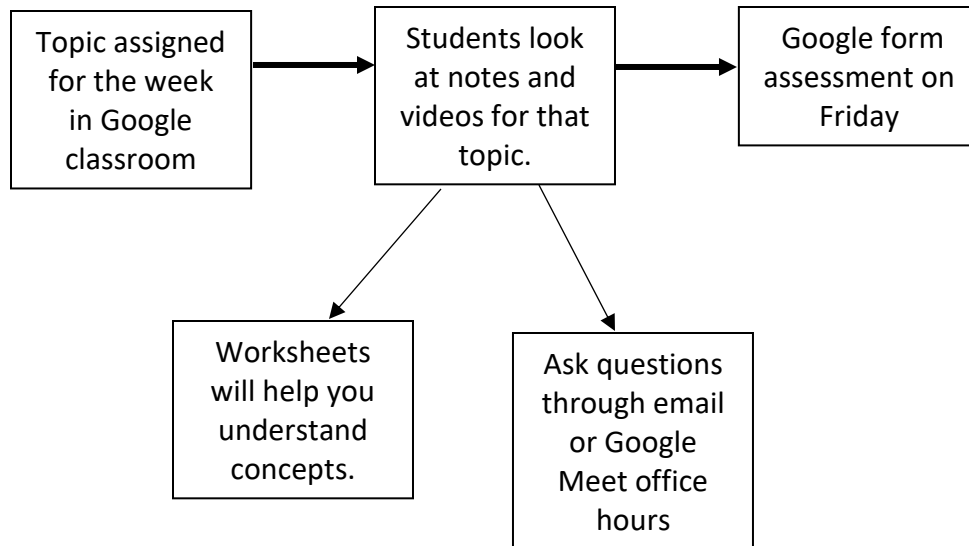 Topic assigned
for the week
in Google
classroom
Students look
at notes and
videos for that
topic.
Google form
assessment on
Friday
Worksheets
will help you
understand
concepts.
Ask questions
through email
or Google
Meet office
hours